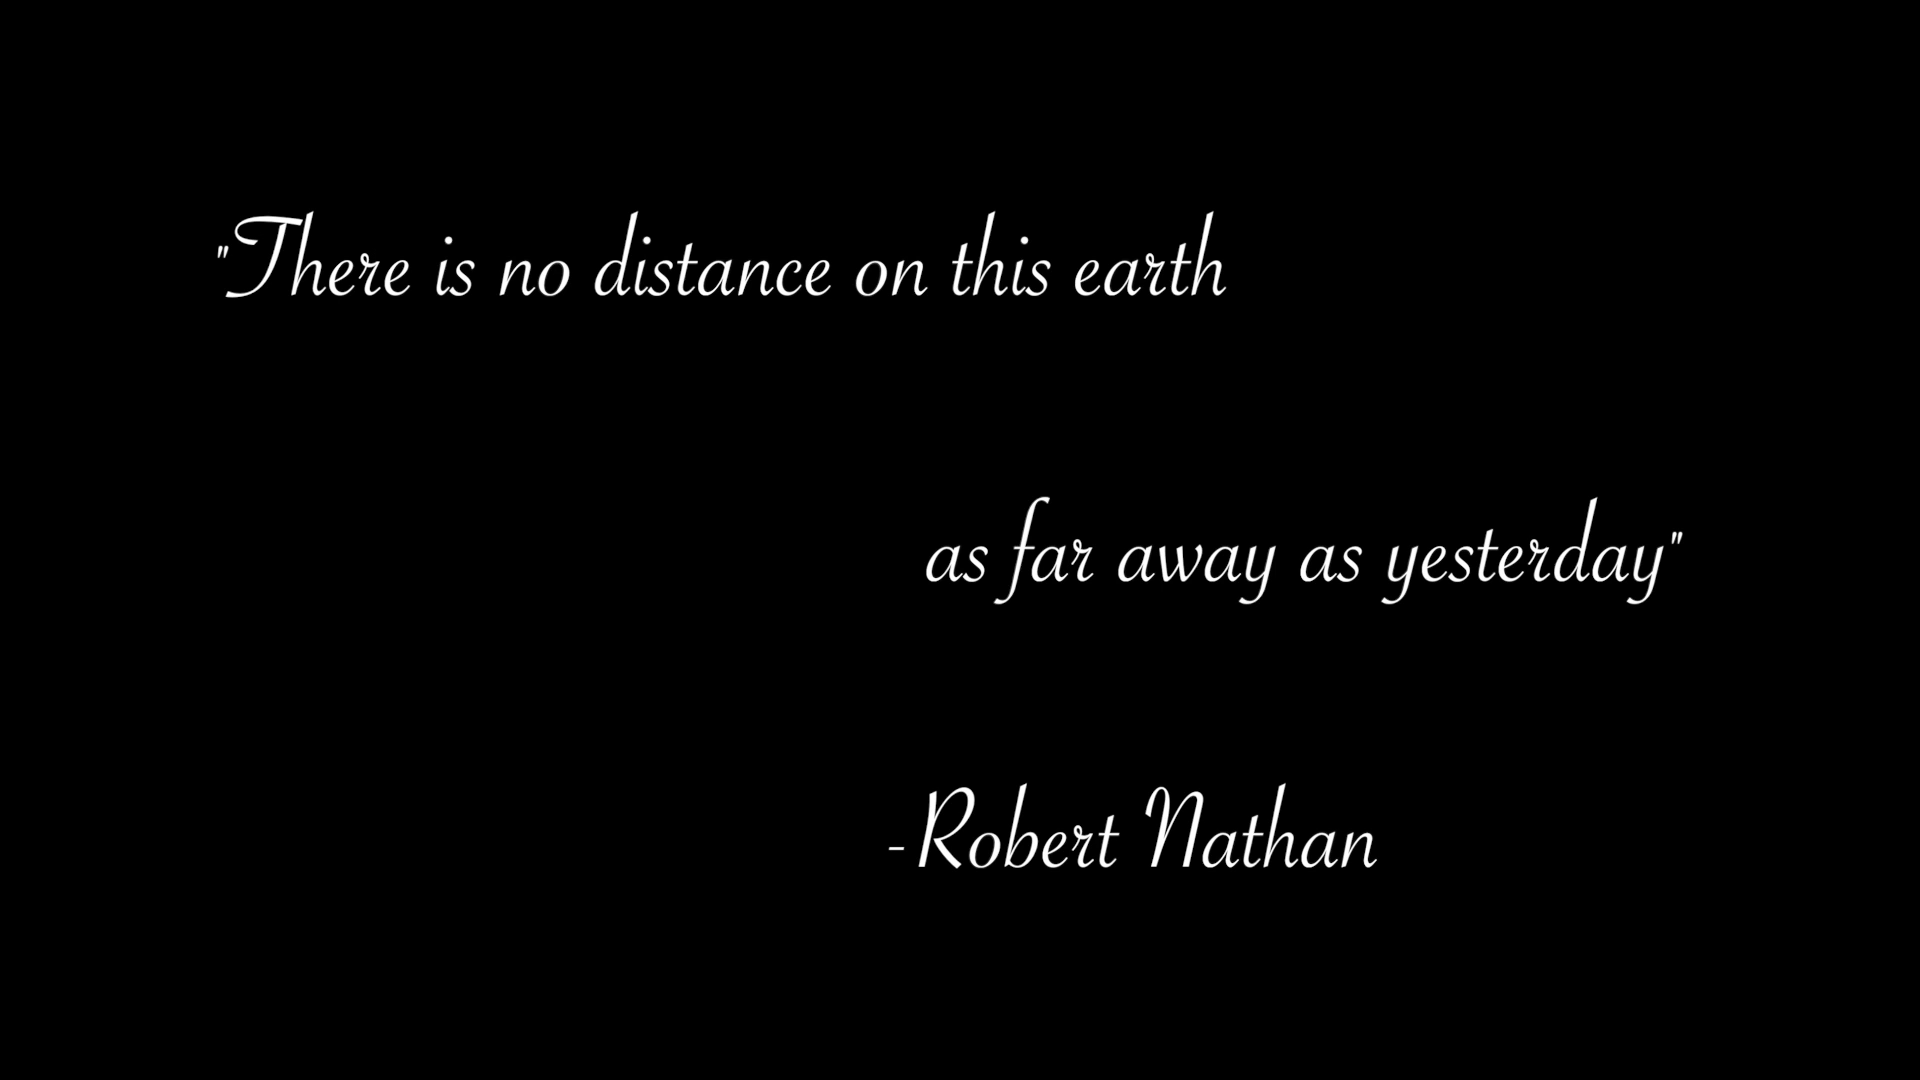 "There is no distance on this earth
as far away as yesterday"
-Robert Nathan